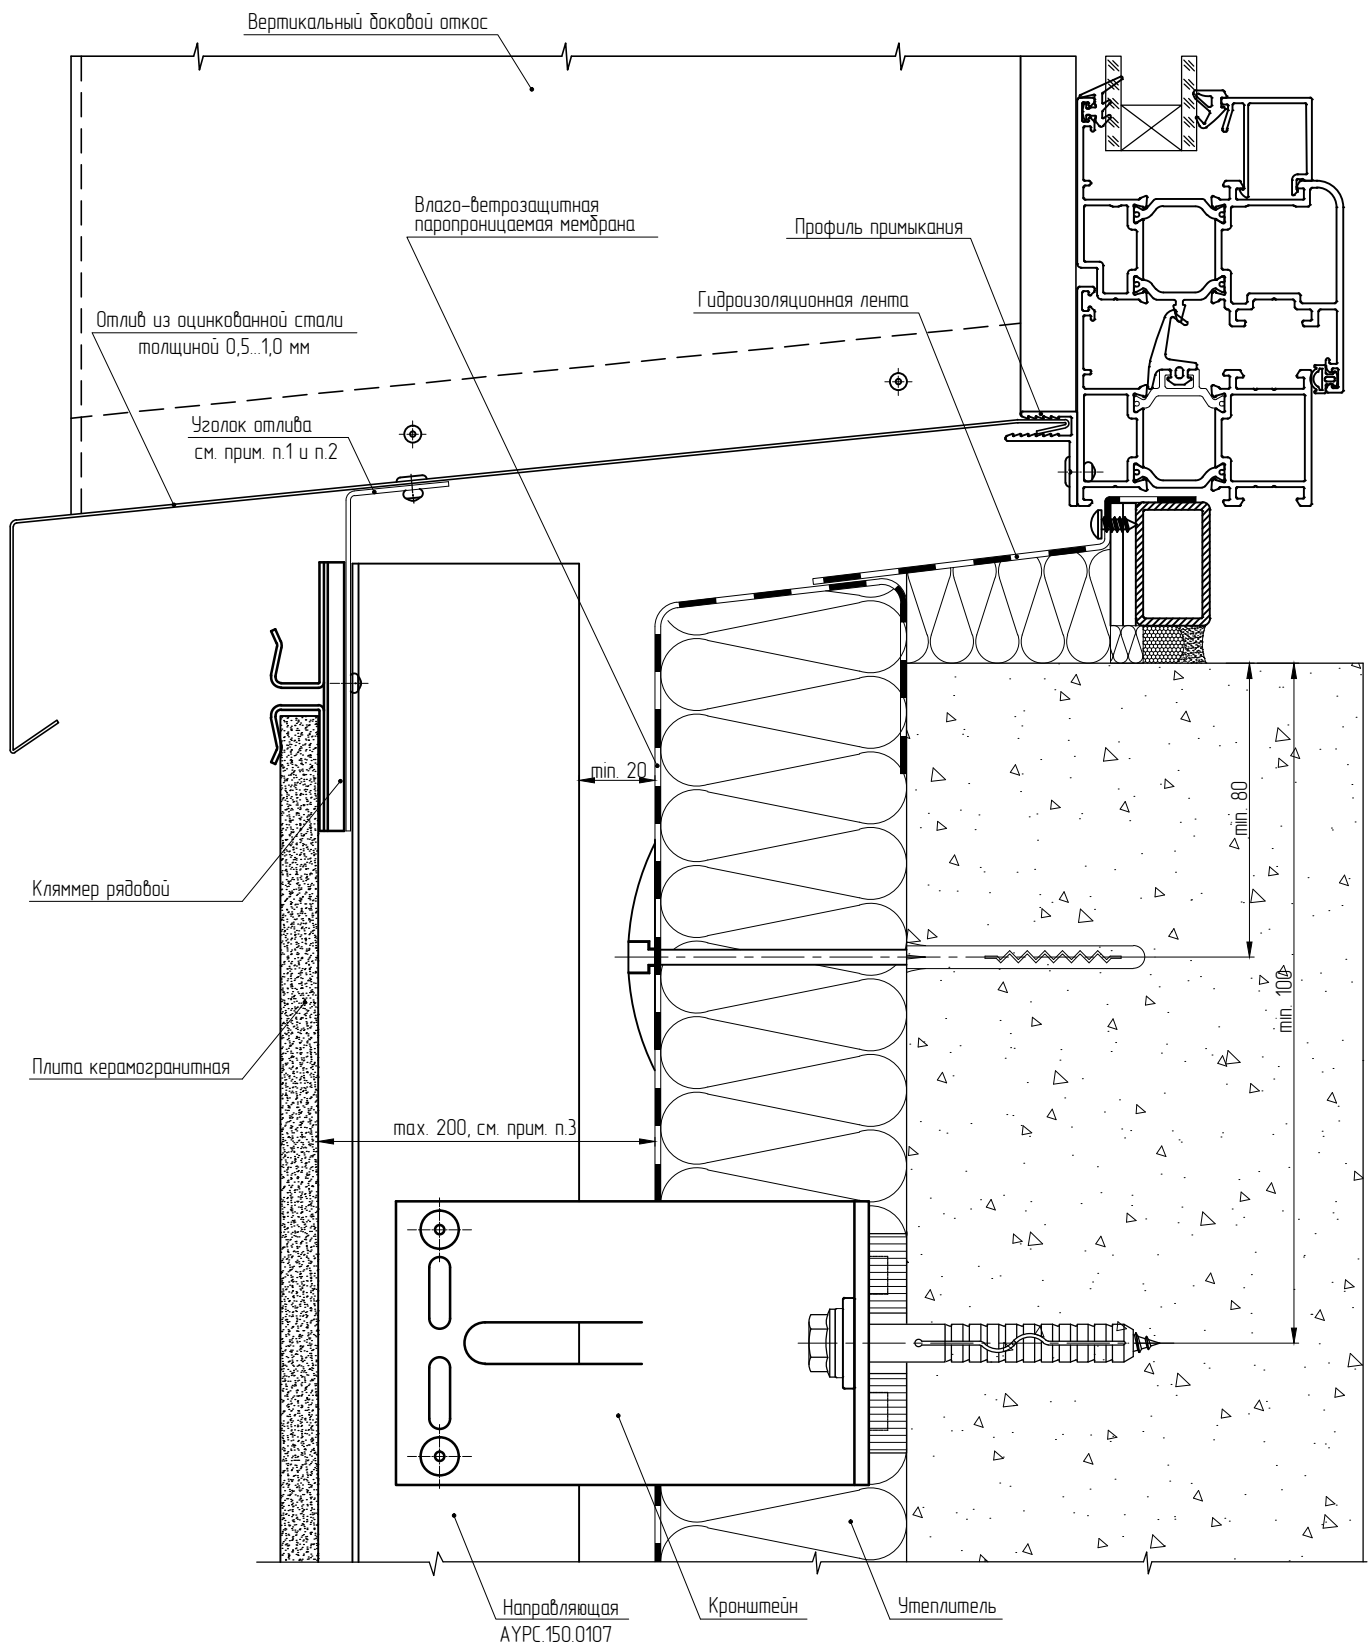 Вертикальный боковой откос
Влаго-ветрозащитная
паропроницаемая мембрана
Профиль примыкания
Гидроизоляционная лента
Отлив из оцинкованной стали
толщиной 0,5...1,0 мм
Уголок отлива
см. прим. п.1 и п.2
min. 20
min. 80
Кляммер рядовой
min. 100
Плита керамогранитная
max. 200, см. прим. п.3
Направляющая
AYPC.150.0107
Кронштейн
Утеплитель